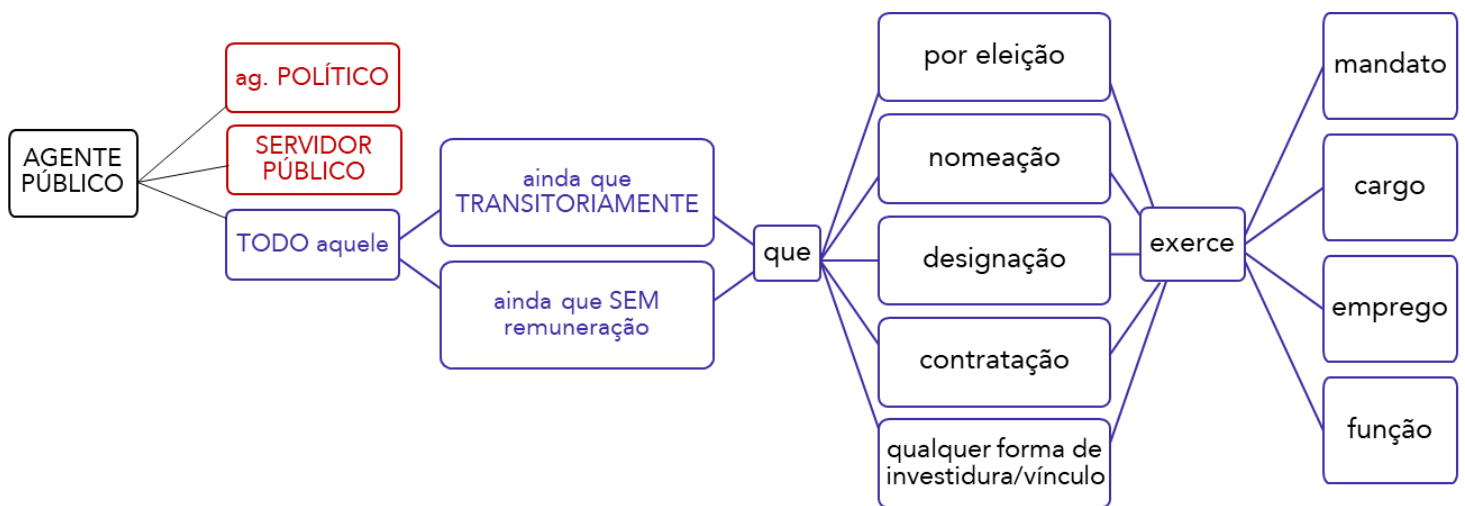 AGENTE
PÚBLICO
ag. POLÍTICO
SERVIDOR
PÚBLICO
TODO aquele
ainda que
TRANSITORIAMENTE
ainda que SEM
remuneração
que
por eleição
nomeação
designação
contratação
qualquer forma de
investidura/vínculo
exerce
mandato
cargo
emprego
função